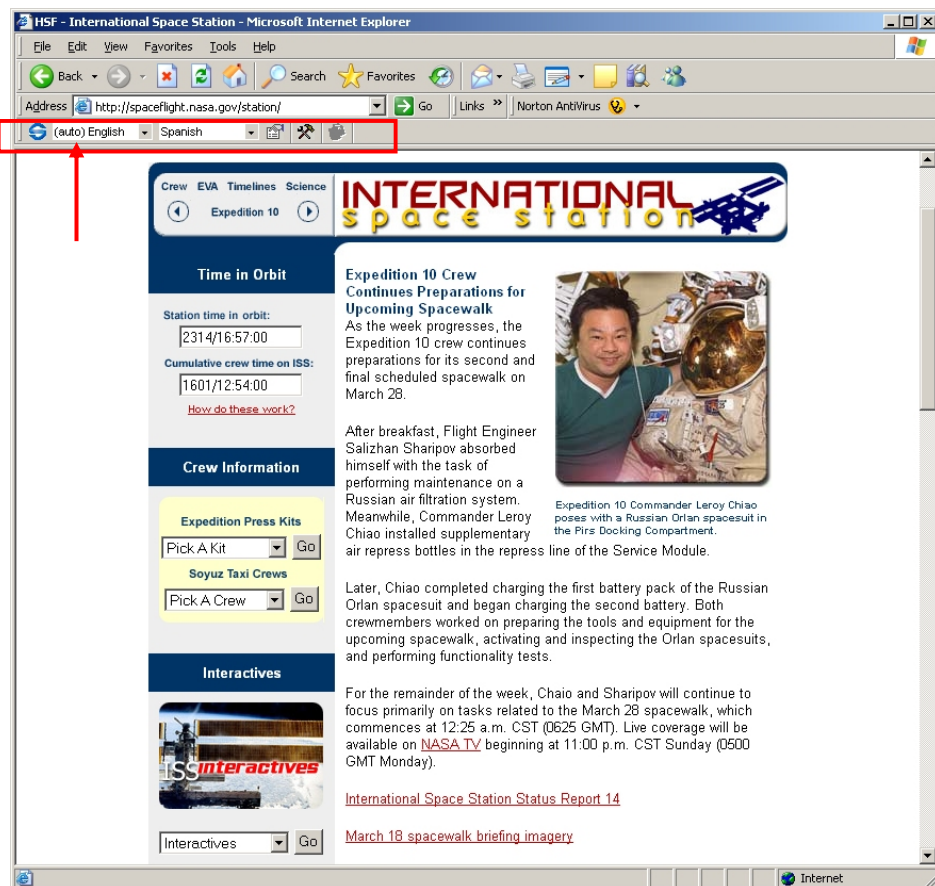 HSF - International Space Station - Microsoft Internet Explorer
File Edit View Favorites Tools Help
Back Search Favorites
Address http://spaceflight.nasa.gov/station/ Go Links » Norton AntiVirus
(auto) English Spanish
Crew EVA Timelines Science
Expedition 10
INTERNATIONAL
space station
Time in Orbit
Station time in orbit:
2314/16:57:00
Cumulative crew time on ISS:
1601/12:54:00
How do these work?
Crew Information
Expedition Press Kits
Pick A Kit Go
Soyuz Taxi Crews
Pick A Crew Go
Interactives
ISSinteractives
Interactives Go
Expedition 10 Crew
Continues Preparations for
Upcoming Spacewalk
As the week progresses, the
Expedition 10 crew continues
preparations for its second and
final scheduled spacewalk on
March 28.
After breakfast, Flight Engineer
Salizhan Sharipov absorbed
himself with the task of
performing maintenance on a
Russian air filtration system.
Meanwhile, Commander Leroy
Chiao installed supplementary
air repress bottles in the repress line of the Service Module.
Expedition 10 Commander Leroy Chiao
poses with a Russian Orlan spacesuit in
the Pirs Docking Compartment.
Later, Chiao completed charging the first battery pack of the Russian
Orlan spacesuit and began charging the second battery. Both
crewmembers worked on preparing the tools and equipment for the
upcoming spacewalk, activating and inspecting the Orlan spacesuits,
and performing functionality tests.
For the remainder of the week, Chaio and Sharipov will continue to
focus primarily on tasks related to the March 28 spacewalk, which
commences at 12:25 a.m. CST (0625 GMT). Live coverage will be
available on NASA TV beginning at 11:00 p.m. CST Sunday (0500
GMT Monday).
International Space Station Status Report 14
March 18 spacewalk briefing imagery
Internet